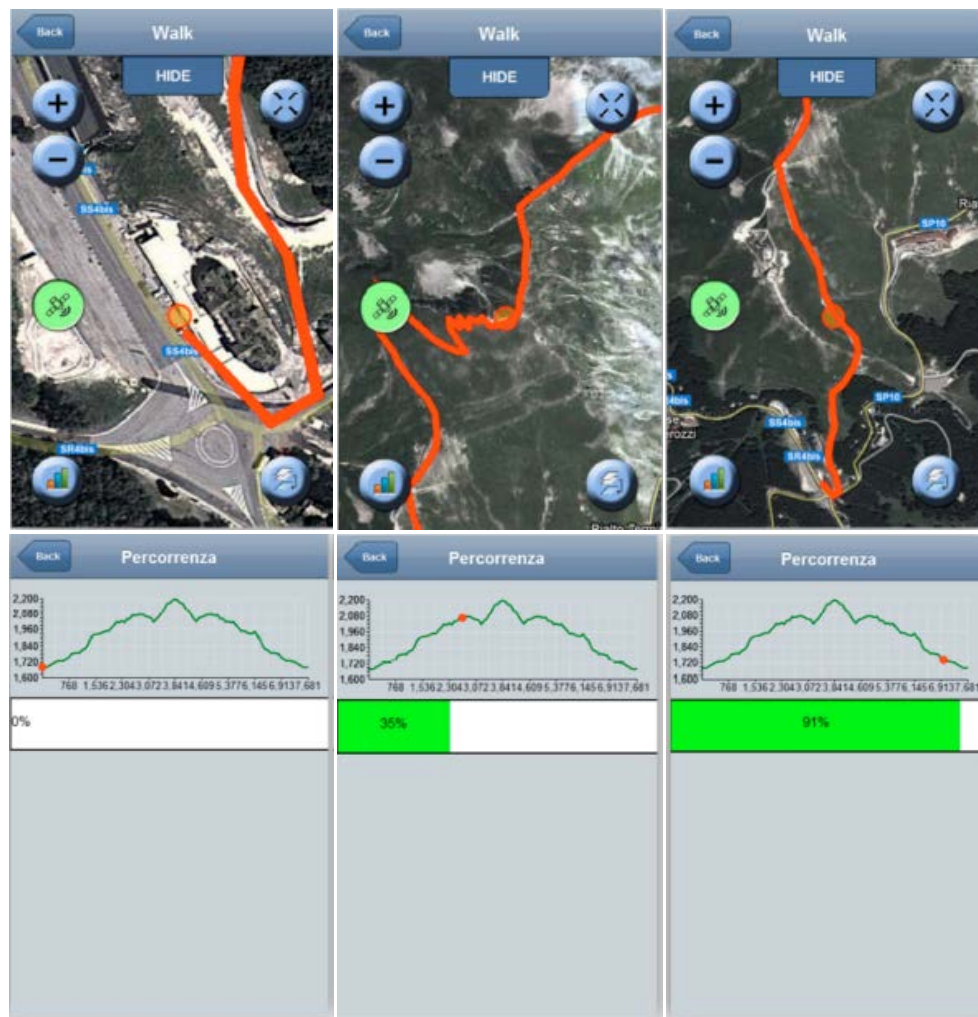 Back Walk
HIDE
SS4bis
SS4bis
SR4bis
Back Walk
HIDE
Back Walk
HIDE
SP10
SP10
SS4bis
SR4bis
Back Percorrenza
2,200
2,080
1,960
1,840
1,720
1,600
768 1,536 2,304 3,072 3,841 4,609 5,377 6,145 6,913 7,681
0%
Back Percorrenza
2,200
2,080
1,960
1,840
1,720
1,600
768 1,536 2,304 3,072 3,841 4,609 5,377 6,145 6,913 7,681
35%
Back Percorrenza
2,200
2,080
1,960
1,840
1,720
1,600
768 1,536 2,304 3,072 3,841 4,609 5,377 6,145 6,913 7,681
91%